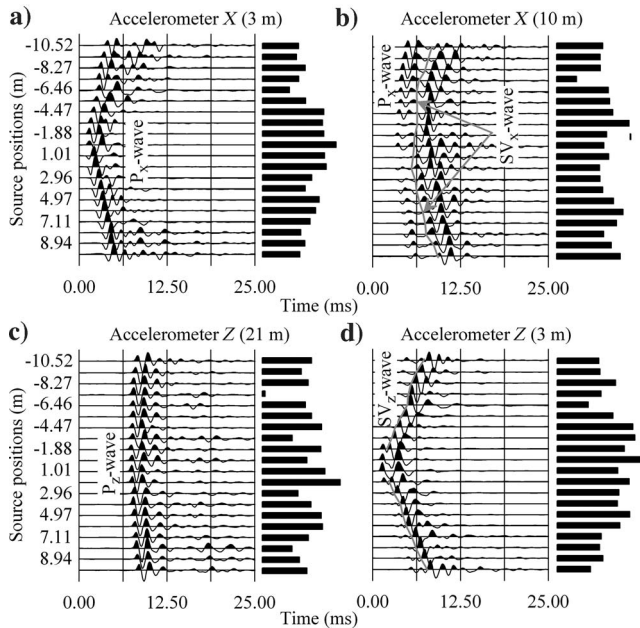 a)
Accelerometer X (3 m)
Source positions (m)
-10.52
-8.27
-6.46
-4.47
-1.88
1.01
2.96
4.97
7.11
8.94
Px-wave
0.00
12.50
25.00
Time (ms)
b)
Accelerometer X (10 m)
Px-wave
SVx-wave
0.00
12.50
25.00
c)
Accelerometer Z (21 m)
Source positions (m)
-10.52
-8.27
-6.46
-4.47
-1.88
1.01
2.96
4.97
7.11
8.94
Pz-wave
0.00
12.50
25.00
Time (ms)
d)
Accelerometer Z (3 m)
SVz-wave
0.00
12.50
25.00